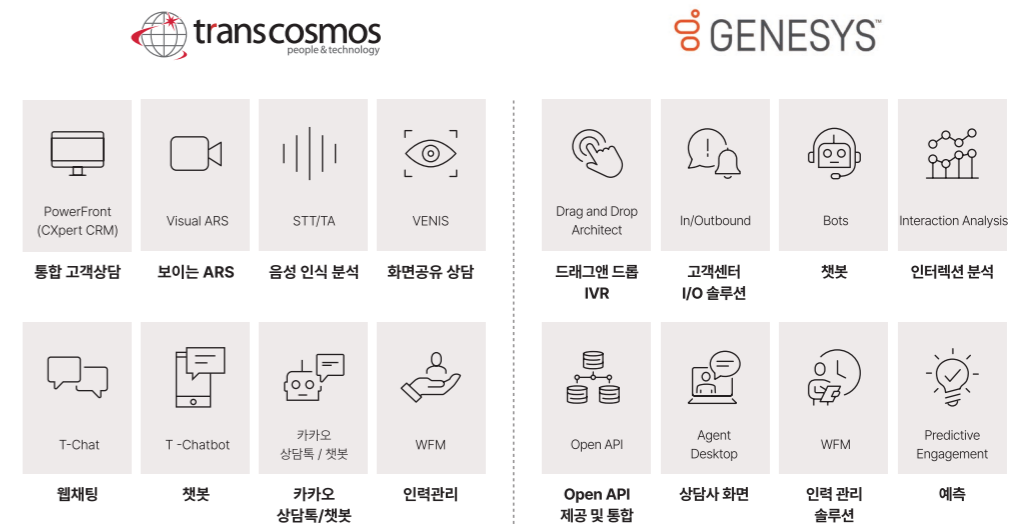 transcosmos
people & technology
GENESYS™
PowerFront
(CXpert CRM)
Visual ARS
STT/TA
VENIS
통합 고객상담
보이는 ARS
음성 인식 분석
화면공유 상담
Drag and Drop
Architect
In/Outbound
Bots
Interaction Analysis
드래그앤 드롭
IVR
고객센터
I/O 솔루션
챗봇
인터렉션 분석
T-Chat
T -Chatbot
카카오
상담톡 / 챗봇
WFM
웹채팅
챗봇
카카오
상담톡/챗봇
인력관리
Open API
Agent
Desktop
WFM
Predictive
Engagement
Open API
제공 및 통합
상담사 화면
인력 관리
솔루션
예측